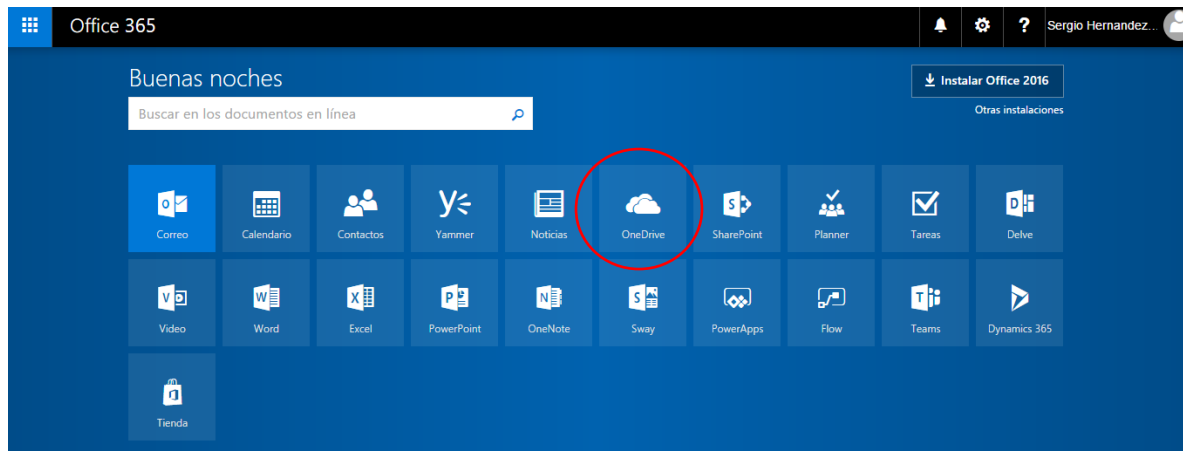 Office 365
? Sergio Hernandez...
Buenas noches
Instalar Office 2016
Buscar en los documentos en línea
Otras instalaciones
Correo Calendario Contactos Yammer Noticias OneDrive SharePoint Planner Tareas Delve
Video Word Excel PowerPoint OneNote Sway PowerApps Flow Teams Dynamics 365
Tienda